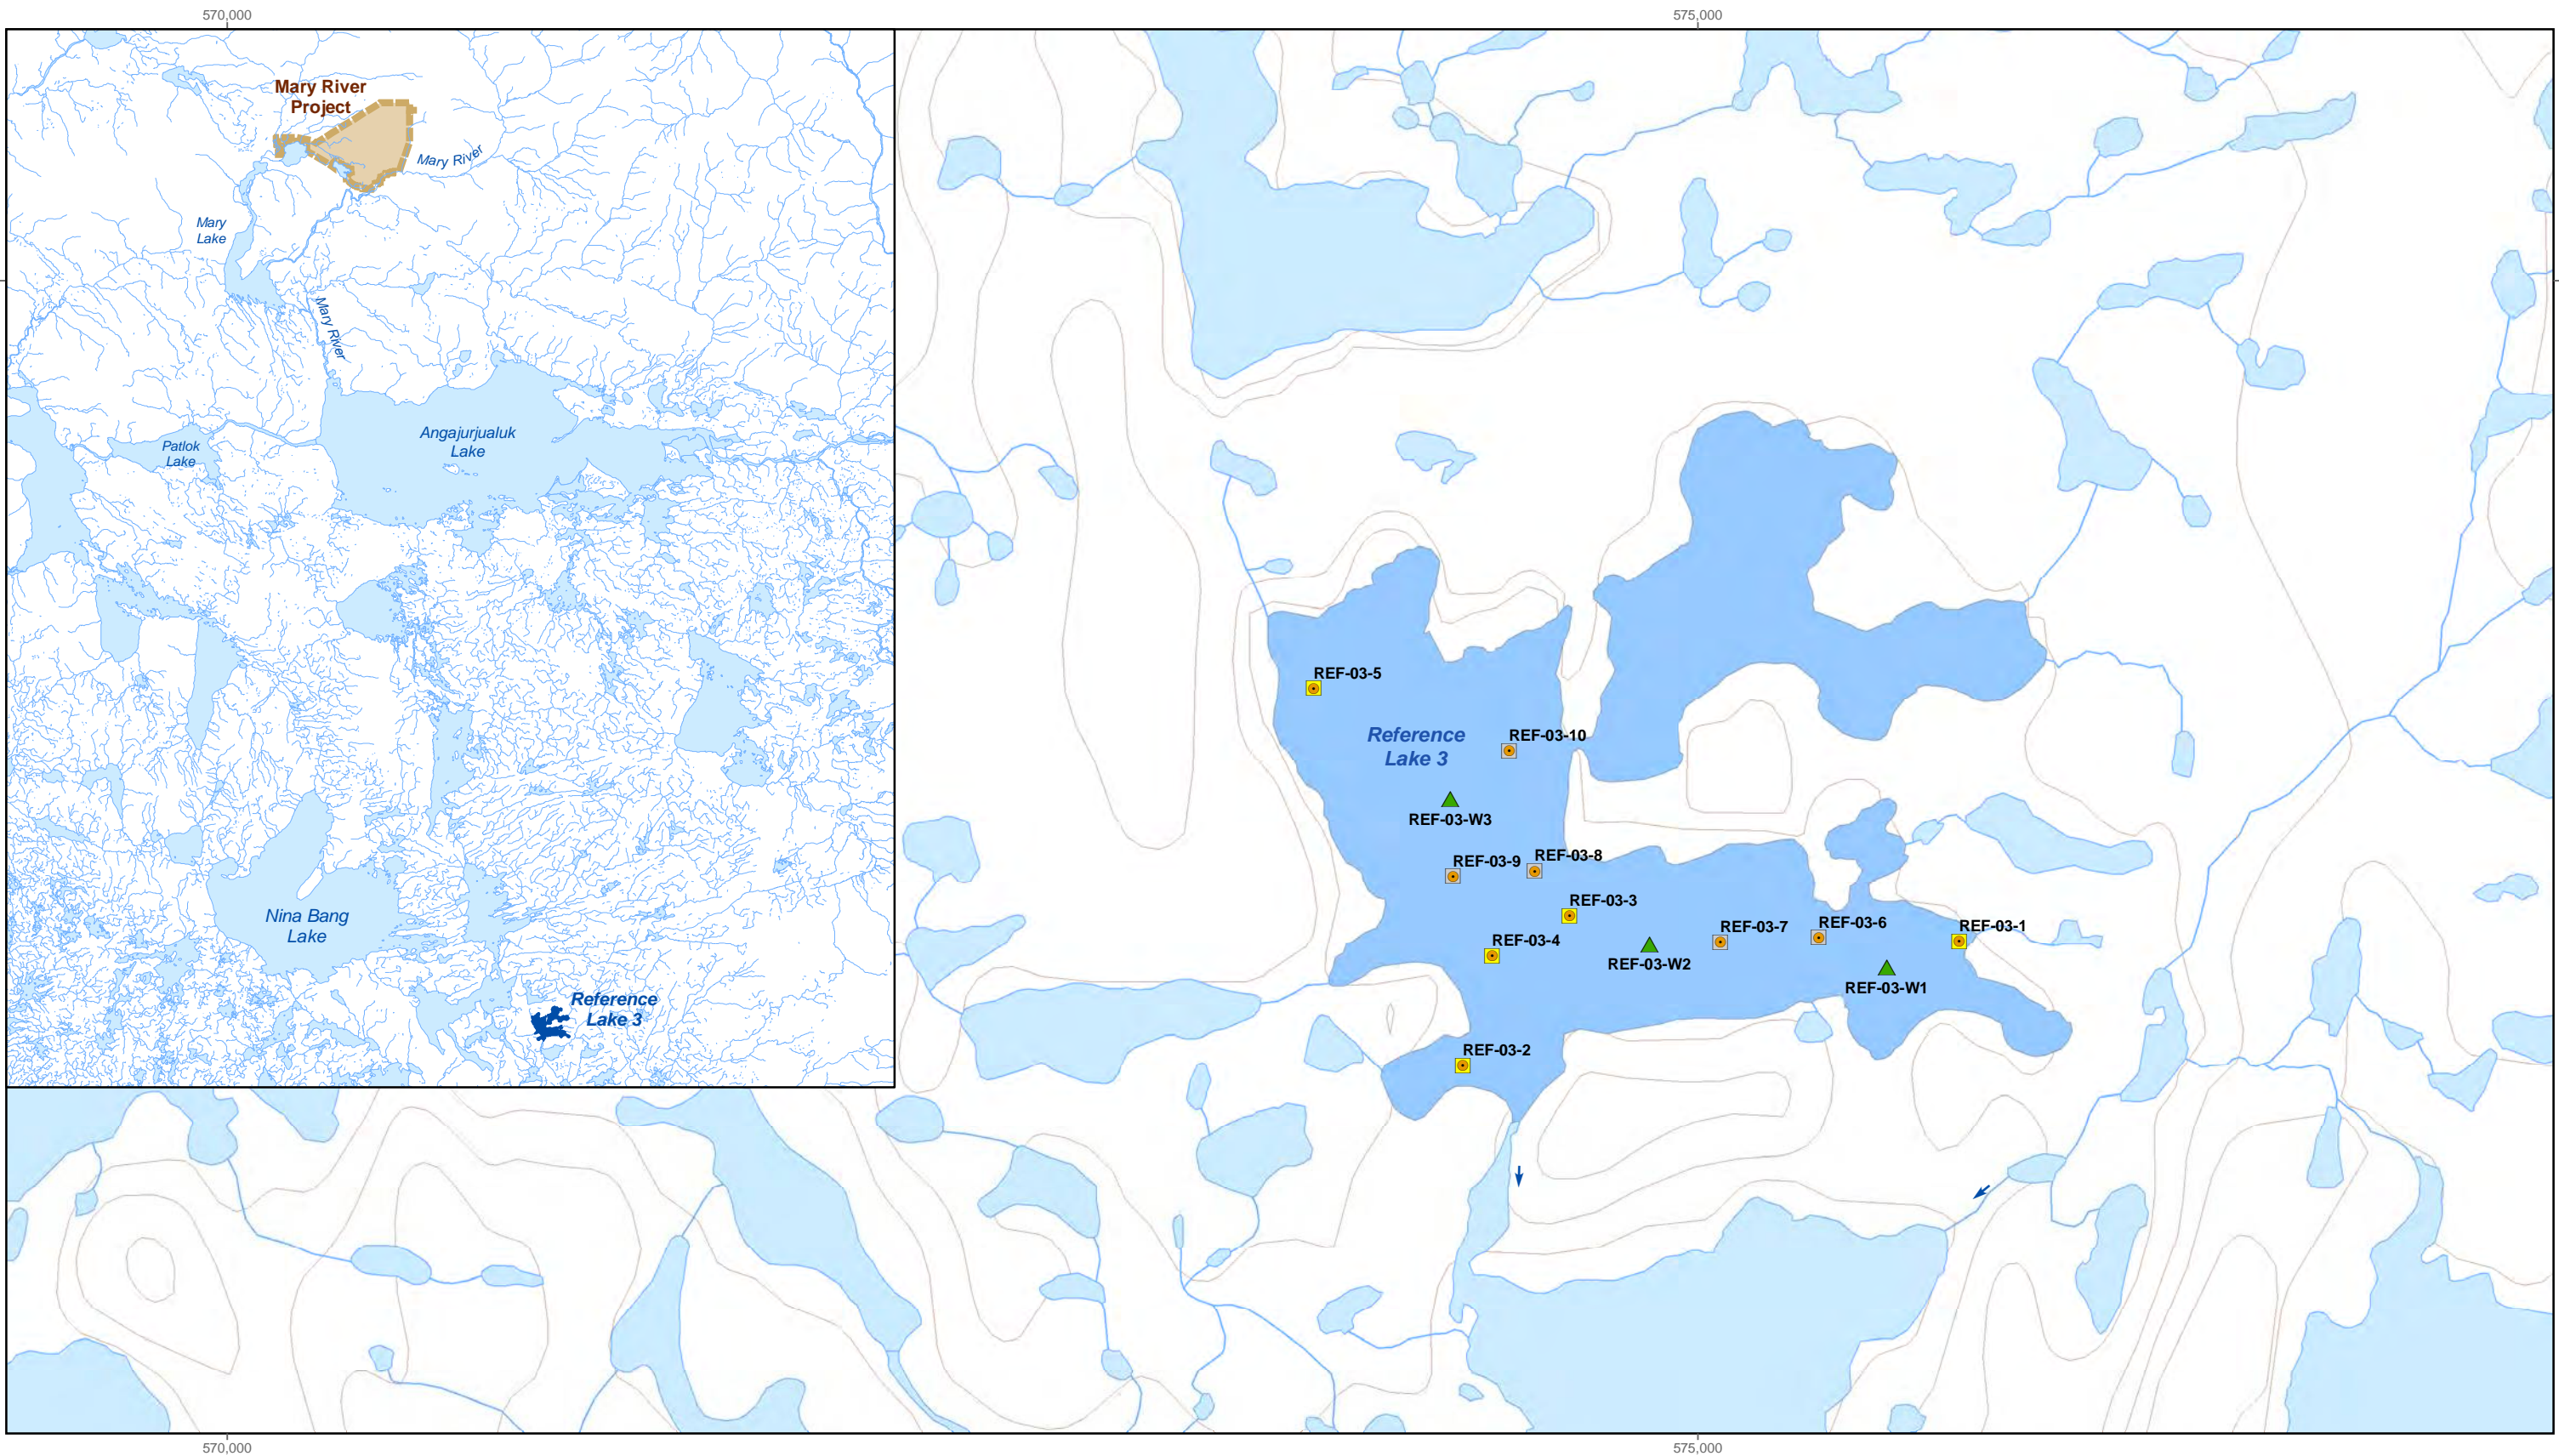 570,000
575,000
Mary River
Project
Mary River
Mary
Lake
Mary River
Angajurjualuk
Lake
Patlok
Lake
Nina Bang
Lake
Reference
Lake 3
REF-03-5
Reference
Lake 3
REF-03-10
REF-03-W3
REF-03-9
REF-03-8
REF-03-3
REF-03-4
REF-03-W2
REF-03-7
REF-03-6
REF-03-1
REF-03-W1
REF-03-2
570,000
575,000